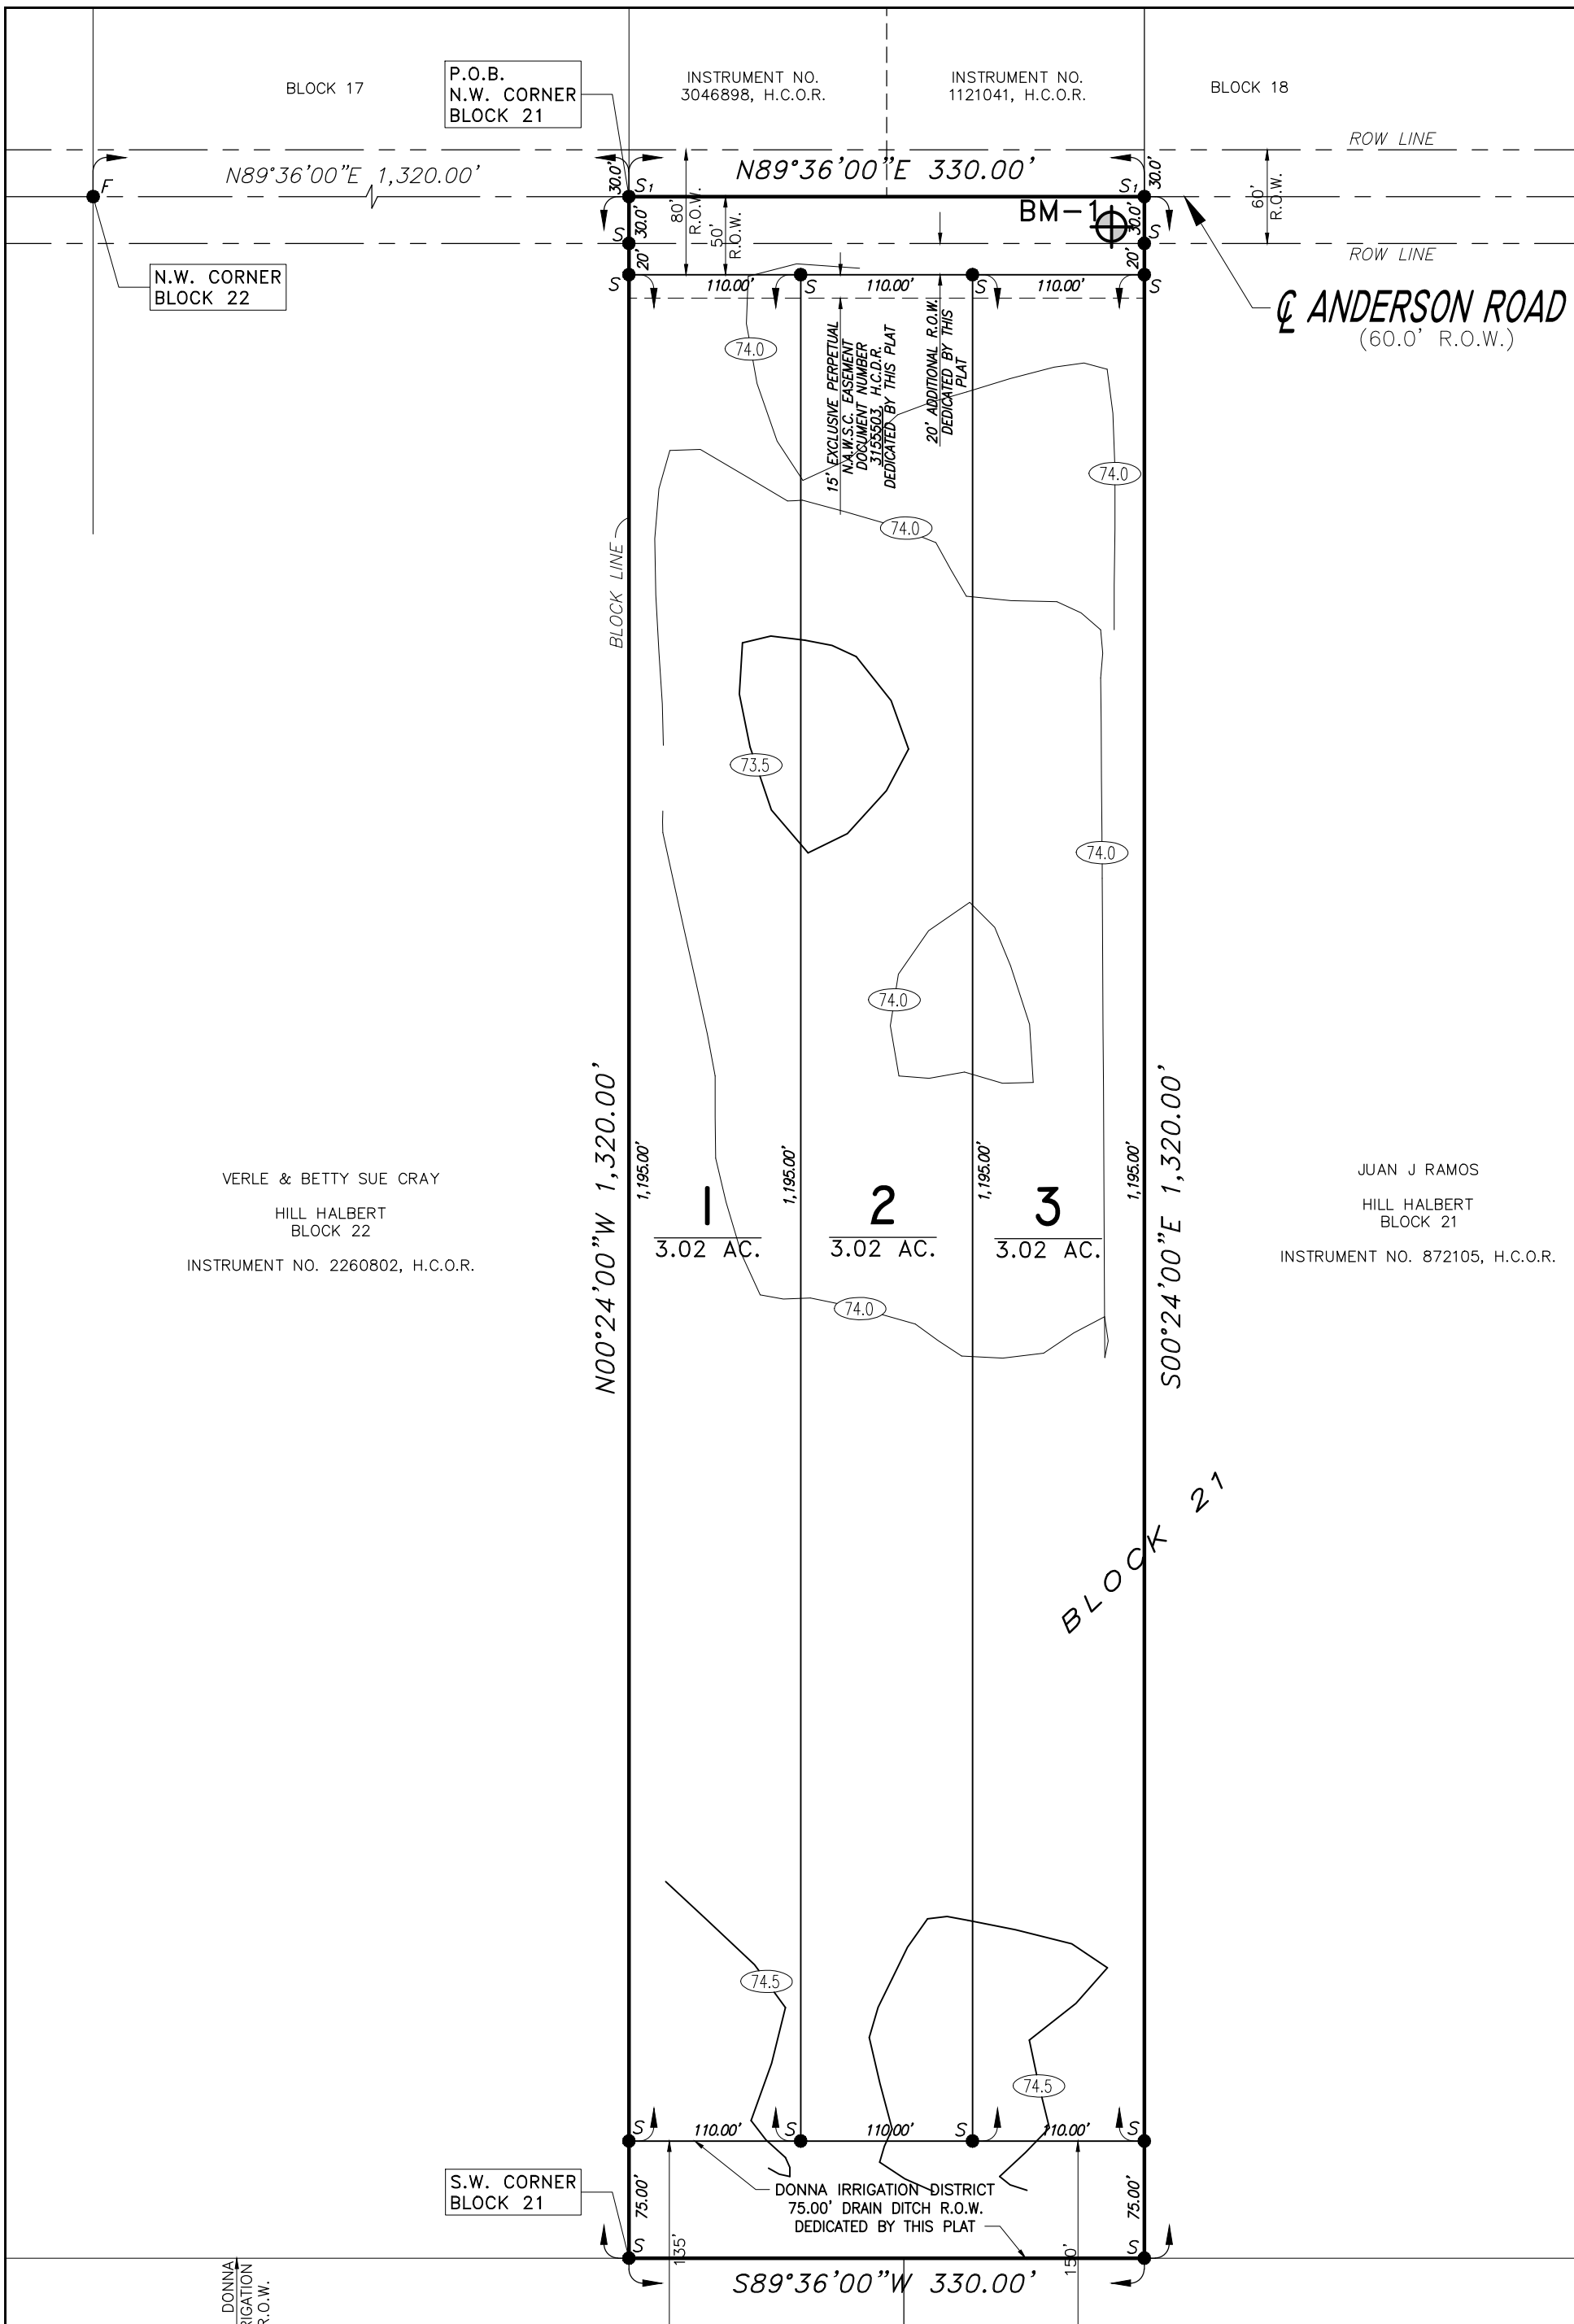 BLOCK 17
P.O.B.
N.W. CORNER
BLOCK 21
INSTRUMENT NO.
3046898, H.C.O.R.
INSTRUMENT NO.
1121041, H.C.O.R.
BLOCK 18
ROW LINE
N89°36'00"E 1,320.00'
N89°36'00"E 330.00'
F
S1
S1
30.0'
30.0'
30.0'
30.0'
80'
R.O.W.
50'
R.O.W.
60'
R.O.W.
BM-1
S
S
ROW LINE
N.W. CORNER
BLOCK 22
20'
20'
S
S
S
S
110.00'
110.00'
110.00'
℄ ANDERSON ROAD
(60.0' R.O.W.)
15' EXCLUSIVE PERPETUAL
N.A.W.S.C. EASEMENT
DOCUMENT NUMBER
3155503, H.C.D.R.
DEDICATED BY THIS PLAT
20' ADDITIONAL R.O.W.
DEDICATED BY THIS
PLAT
74.0
74.0
74.0
BLOCK LINE
73.5
74.0
74.0
N00°24'00"W 1,320.00'
1,195.00'
1,195.00'
1,195.00'
1,195.00'
S00°24'00"E 1,320.00'
VERLE & BETTY SUE CRAY
HILL HALBERT
BLOCK 22
INSTRUMENT NO. 2260802, H.C.O.R.
1
3.02 AC.
2
3.02 AC.
3
3.02 AC.
JUAN J RAMOS
HILL HALBERT
BLOCK 21
INSTRUMENT NO. 872105, H.C.O.R.
74.0
BLOCK 21
74.5
74.5
S
S
S
S
110.00'
110.00'
110.00'
S.W. CORNER
BLOCK 21
75.00'
75.00'
DONNA IRRIGATION DISTRICT
75.00' DRAIN DITCH R.O.W.
DEDICATED BY THIS PLAT
S
S
135'
150'
S89°36'00"W 330.00'
DONNA
RIGATION
R.O.W.